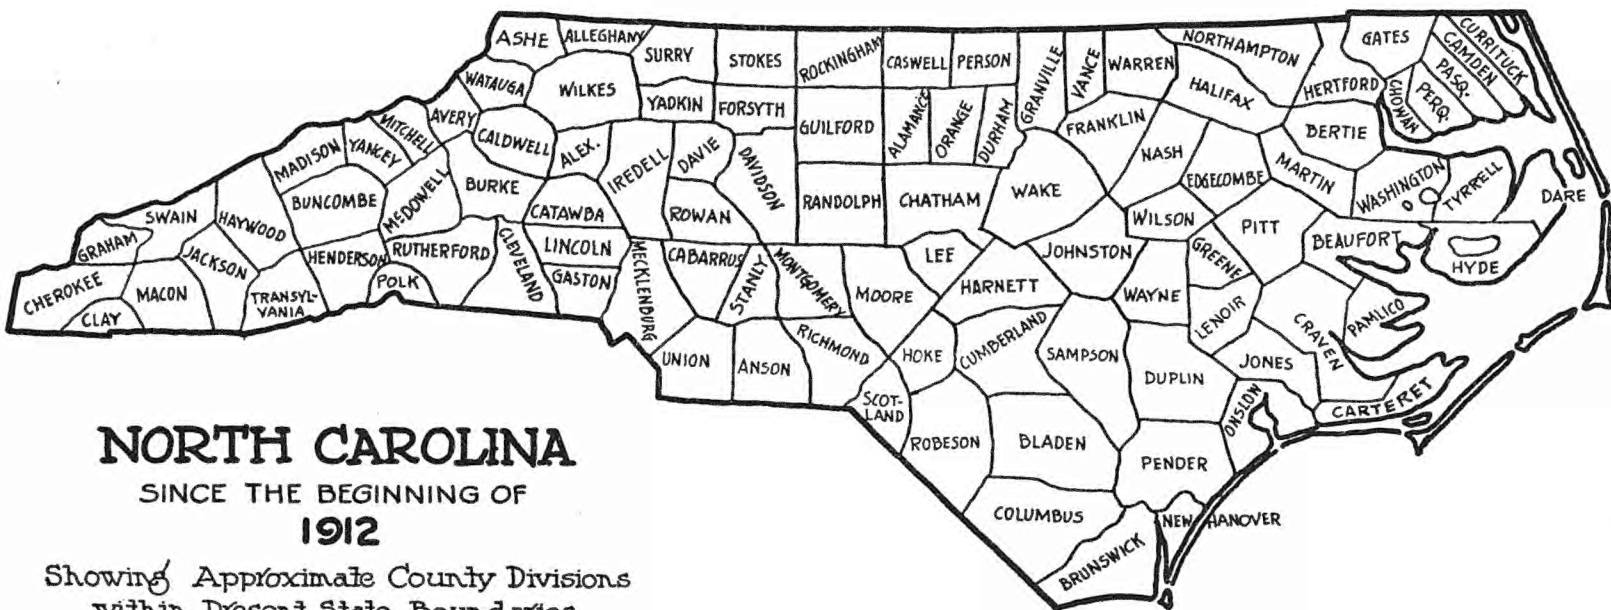 ASHE
ALLEGHANY
SURRY
STOKES
ROCKINGHAM
CASWELL
PERSON
GRANVILLE
VANCE
WARREN
NORTHAMPTON
GATES
CURRITUCK
CAMDEN
PASQ.
PERQ.
CHOWAN
HERTFORD
HALIFAX
WATAUGA
WILKES
YADKIN
FORSYTH
GUILFORD
ALAMANCE
ORANGE
DURHAM
FRANKLIN
NASH
EDGECOMBE
MARTIN
BERTIE
WASHINGTON
TYRRELL
DARE
AVERY
MITCHELL
YANCEY
MADISON
CALDWELL
ALEX.
IREDELL
DAVIE
DAVIDSON
RANDOLPH
CHATHAM
WAKE
WILSON
PITT
BEAUFORT
HYDE
BUNCOMBE
McDOWELL
BURKE
CATAWBA
ROWAN
SWAIN
HAYWOOD
GRAHAM
JACKSON
HENDERSON
RUTHERFORD
CLEVELAND
LINCOLN
GASTON
MECKLENBURG
CABARRUS
STANLY
MONTGOMERY
MOORE
LEE
HARNETT
JOHNSTON
WAYNE
GREENE
LENOIR
CRAVEN
PAMLICO
CHEROKEE
CLAY
MACON
TRANSYL-
VANIA
POLK
UNION
ANSON
RICHMOND
SCOT-
LAND
HOKE
CUMBERLAND
SAMPSON
DUPLIN
JONES
ONSLOW
CARTERET
ROBESON
BLADEN
PENDER
COLUMBUS
BRUNSWICK
NEW HANOVER
NORTH CAROLINA
SINCE THE BEGINNING OF
1912
Showing Approximate County Divisions
within Present State Boundaries